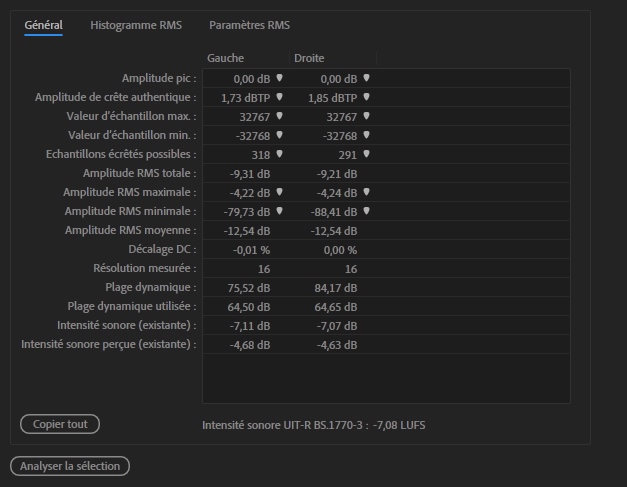 Général Histogramme RMS Paramètres RMS
Gauche Droite
Amplitude pic : 0,00 dB 0,00 dB
Amplitude de crête authentique : 1,73 dBTP 1,85 dBTP
Valeur d'échantillon max. : 32767 32767
Valeur d'échantillon min. : -32768 -32768
Echantillons écrêtés possibles : 318 291
Amplitude RMS totale : -9,31 dB -9,21 dB
Amplitude RMS maximale : -4,22 dB -4,24 dB
Amplitude RMS minimale : -79,73 dB -88,41 dB
Amplitude RMS moyenne : -12,54 dB -12,54 dB
Décalage DC : -0,01 % 0,00 %
Résolution mesurée : 16 16
Plage dynamique : 75,52 dB 84,17 dB
Plage dynamique utilisée : 64,50 dB 64,65 dB
Intensité sonore (existante) : -7,11 dB -7,07 dB
Intensité sonore perçue (existante) : -4,68 dB -4,63 dB
Copier tout Intensité sonore UIT-R BS.1770-3 : -7,08 LUFS
Analyser la sélection